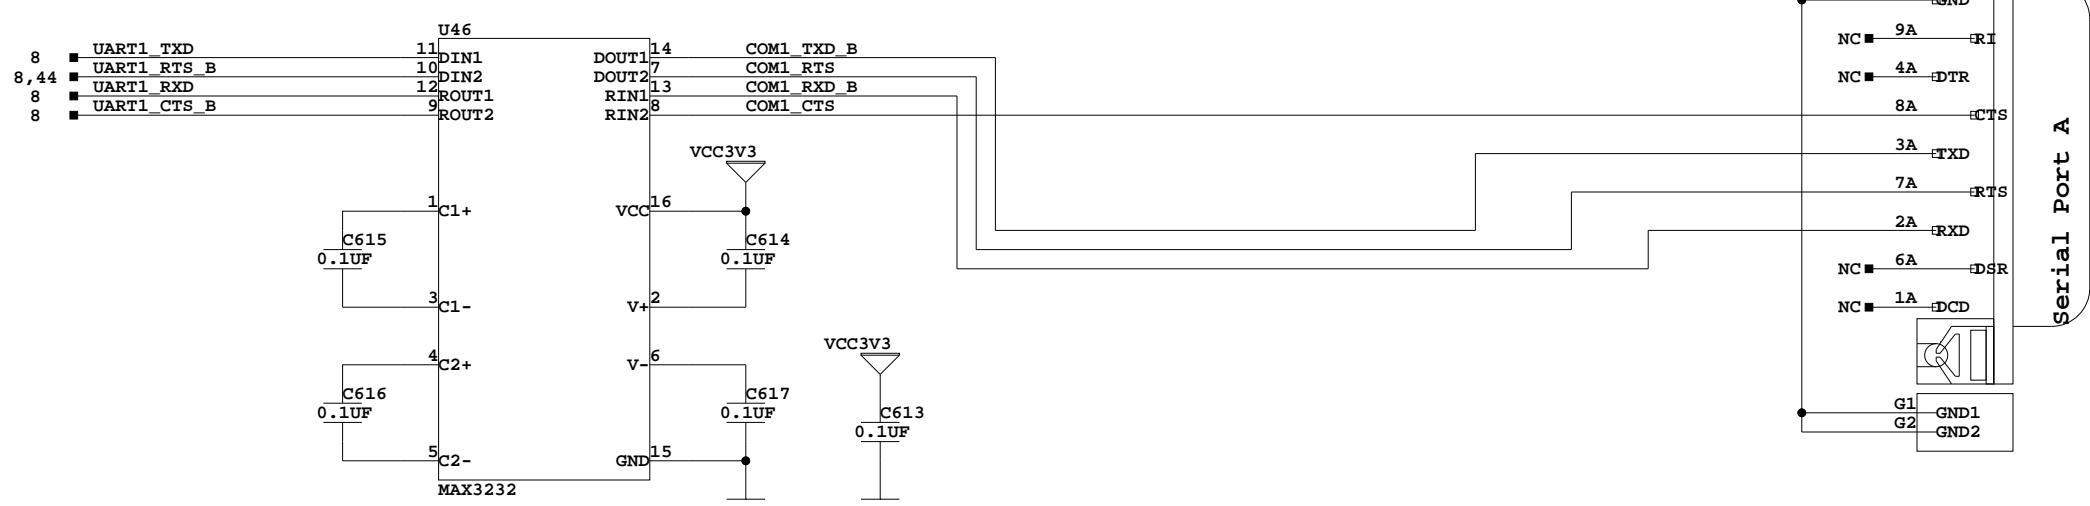 GND
U46
8 UART1_TXD 11 DIN1 DOUT1 14 COM1_TXD_B
8,44 UART1_RTS_B 10 DIN2 DOUT2 7 COM1_RTS
8 UART1_RXD 12 ROUT1 RIN1 13 COM1_RXD_B
8 UART1_CTS_B 9 ROUT2 RIN2 8 COM1_CTS
NC 9A RI
NC 4A DTR
8A CTS
3A TXD
7A RTS
2A RXD
NC 6A DSR
NC 1A DCD
Serial Port A
VCC3V3
1 C1+ VCC 16
C615 C614
0.1UF 0.1UF
3 C1- V+ 2
VCC3V3
4 C2+ V- 6
C616 C617 C613
0.1UF 0.1UF 0.1UF
5 C2- GND 15
MAX3232
G1 GND1
G2 GND2